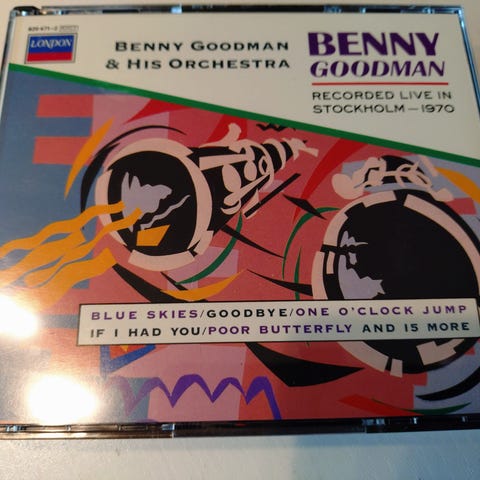 LONDON
BENNY GOODMAN
& HIS ORCHESTRA
BENNY
GOODMAN
RECORDED LIVE IN
STOCKHOLM—1970
BLUE SKIES/GOODBYE/ONE O'CLOCK JUMP
IF I HAD YOU/POOR BUTTERFLY AND 15 MORE